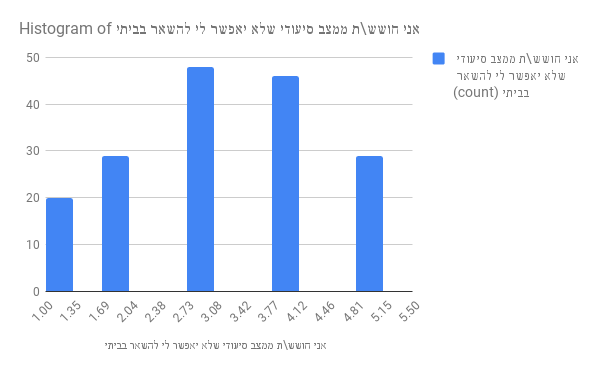 Histogram of אני חושש\ת ממצב סיעודי שלא יאפשר לי להשאר בביתי
50
40
30
20
10
0
1.00 1.35 1.69 2.04 2.38 2.73 3.08 3.42 3.77 4.12 4.46 4.81 5.15 5.50
אני חושש\ת ממצב סיעודי שלא יאפשר לי להשאר בביתי
אני חושש\ת ממצב סיעודי
שלא יאפשר לי להשאר
בביתי (count)